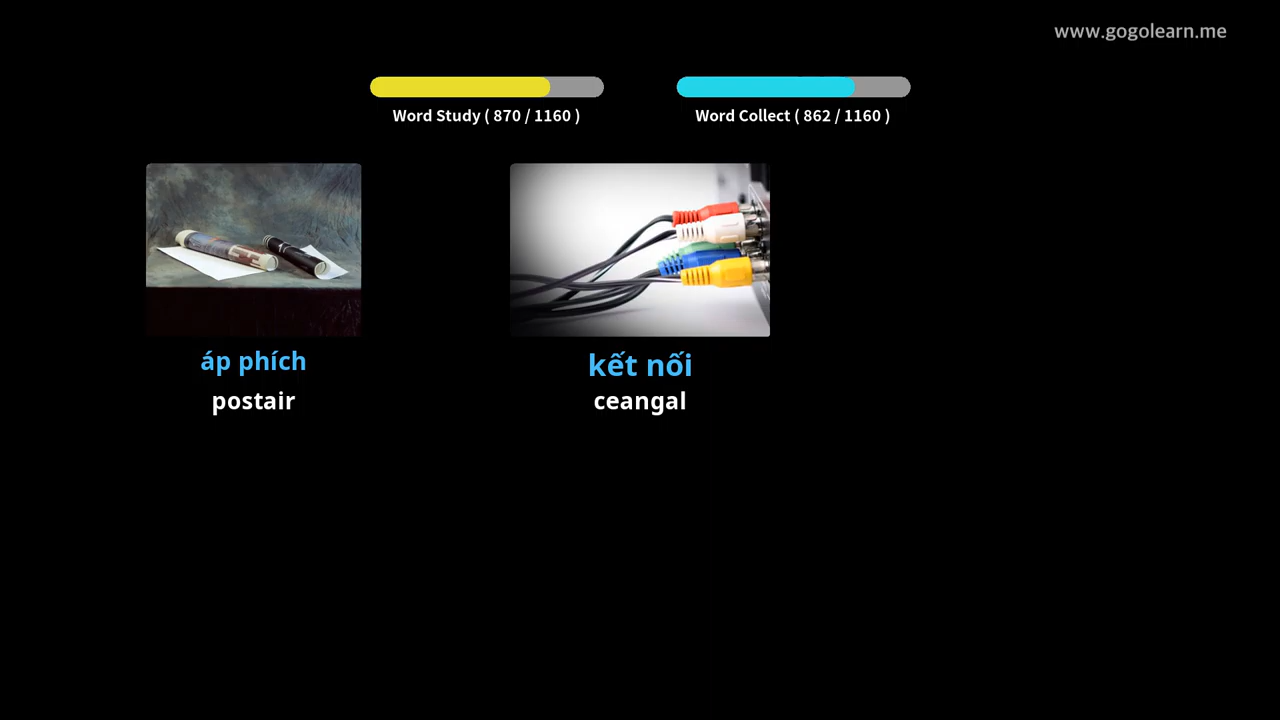 www.gogolearn.me
Word Study ( 870 / 1160 )
Word Collect ( 862 / 1160 )
áp phích
postair
kết nối
ceangal